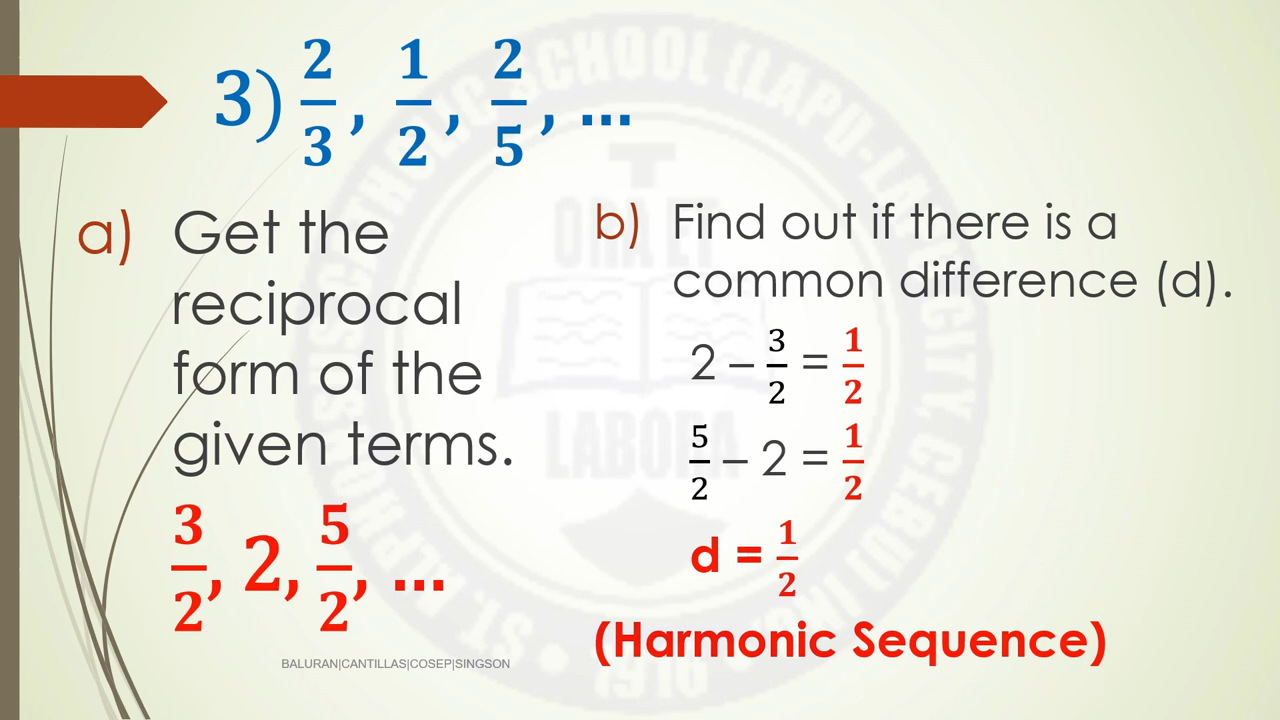 3) 2/3, 1/2, 2/5, ...
a) Get the
reciprocal
form of the
given terms.
3/2, 2, 5/2, ...
b) Find out if there is a
common difference (d).
2 – 3/2 = 1/2
5/2 – 2 = 1/2
d = 1/2
(Harmonic Sequence)
BALURAN|CANTILLAS|COSEP|SINGSON